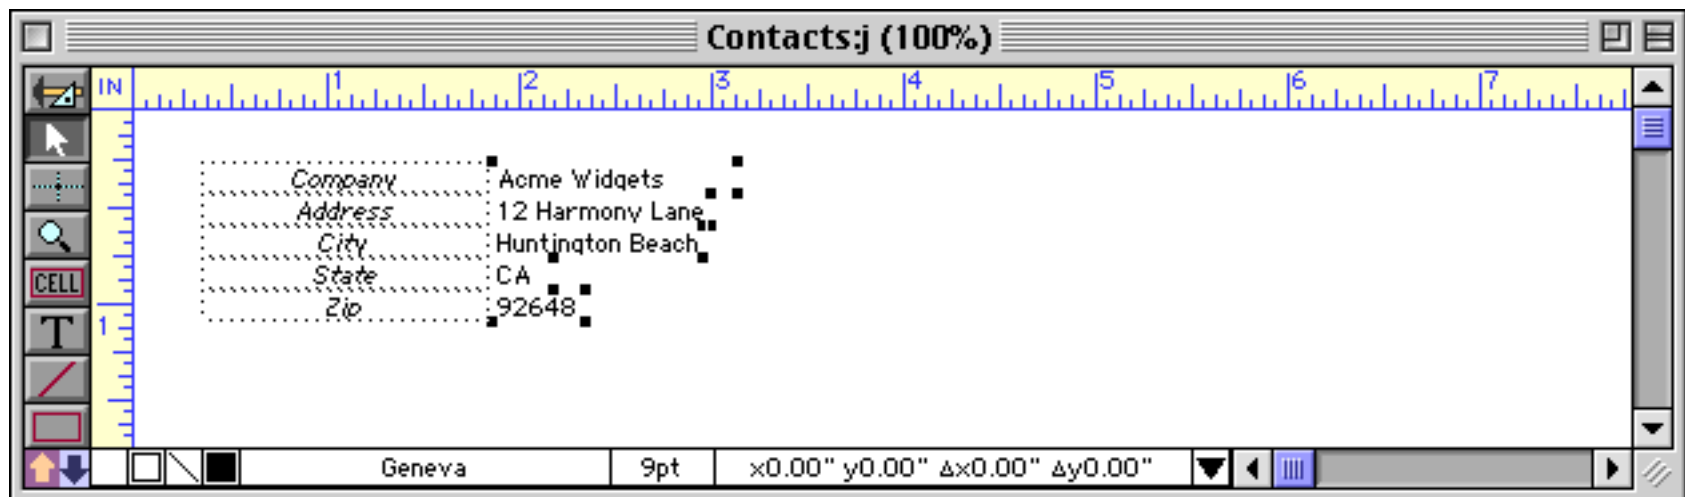 Contacts:j (100%)
IN 1 2 3 4 5 6 7
Company Acme Widgets
Address 12 Harmony Lane
City Huntington Beach
State CA
Zip 92648
CELL
T
1
Geneva 9pt x0.00" y0.00" Δx0.00" Δy0.00"